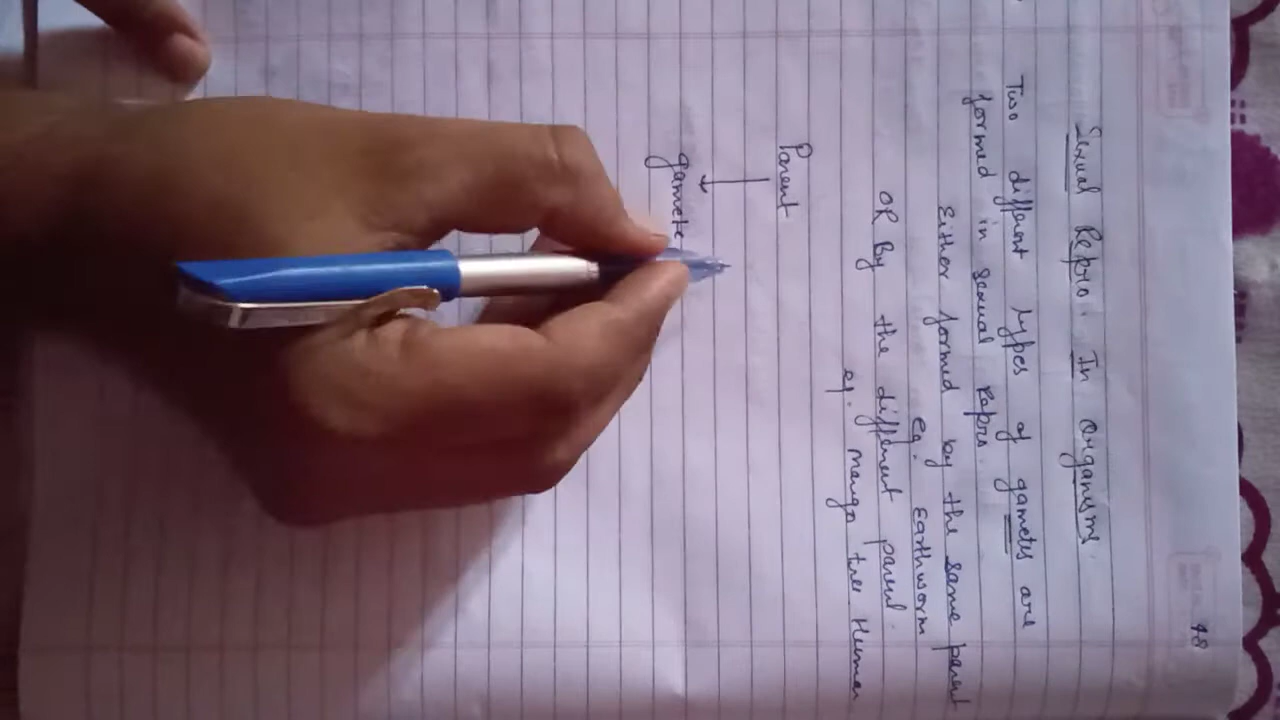 48
Sexual Repro. In organisms.
Two different types of gametes are
formed in sexual Repro.
Either formed by the same parent
eg. earthworm
OR By the different parent.
eg. mango tree Human
Parent
gamete